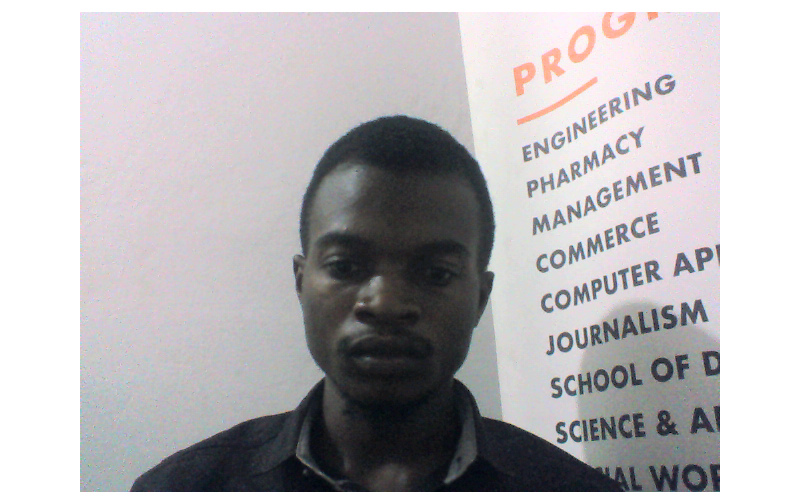 PROG
ENGINEERING
PHARMACY
MANAGEMENT
COMMERCE
COMPUTER AP
JOURNALISM
SCHOOL OF D
SCIENCE & A
AL WOR